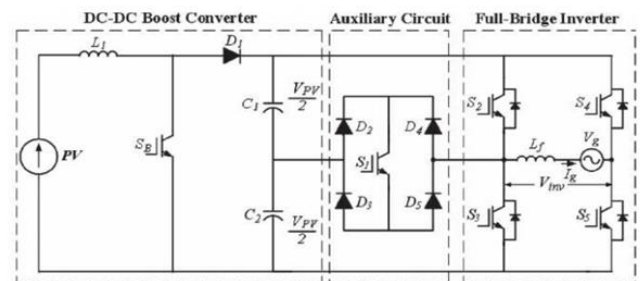 DC-DC Boost Converter
Auxiliary Circuit
Full-Bridge Inverter
L1
D1
C1
VPV
2
SB
PV
C2
VPV
2
D2
D4
S1
D3
D5
S2
S4
Lf
Vg
Ig
Vinv
S3
S5